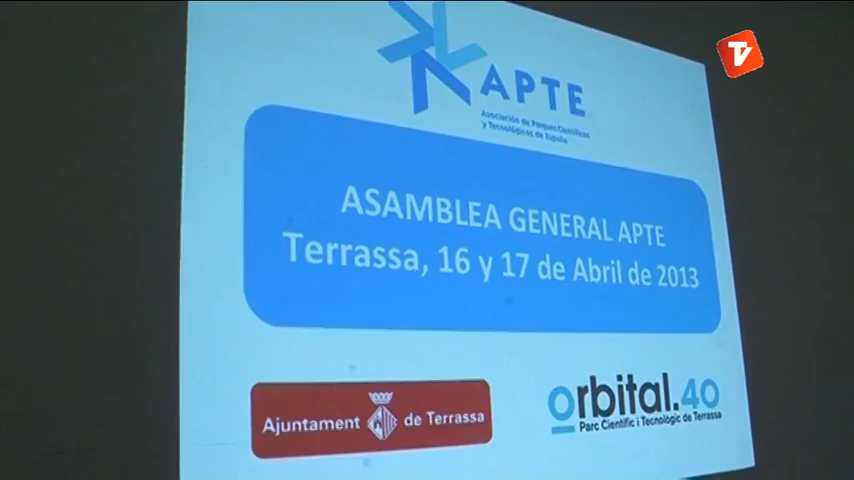 TV
APTE
Asociación de Parques Científicos
y Tecnológicos de España
ASAMBLEA GENERAL APTE
Terrassa, 16 y 17 de Abril de 2013
Ajuntament de Terrassa
orbital.40
Parc Científic i Tecnològic de Terrassa